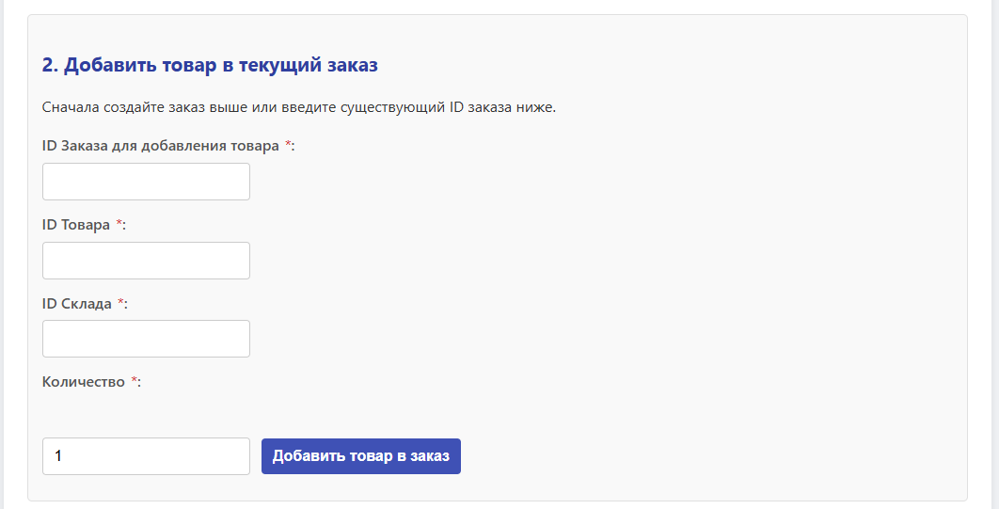 2. Добавить товар в текущий заказ
Сначала создайте заказ выше или введите существующий ID заказа ниже.
ID Заказа для добавления товара *:
ID Товара *:
ID Склада *:
Количество *:
1 Добавить товар в заказ